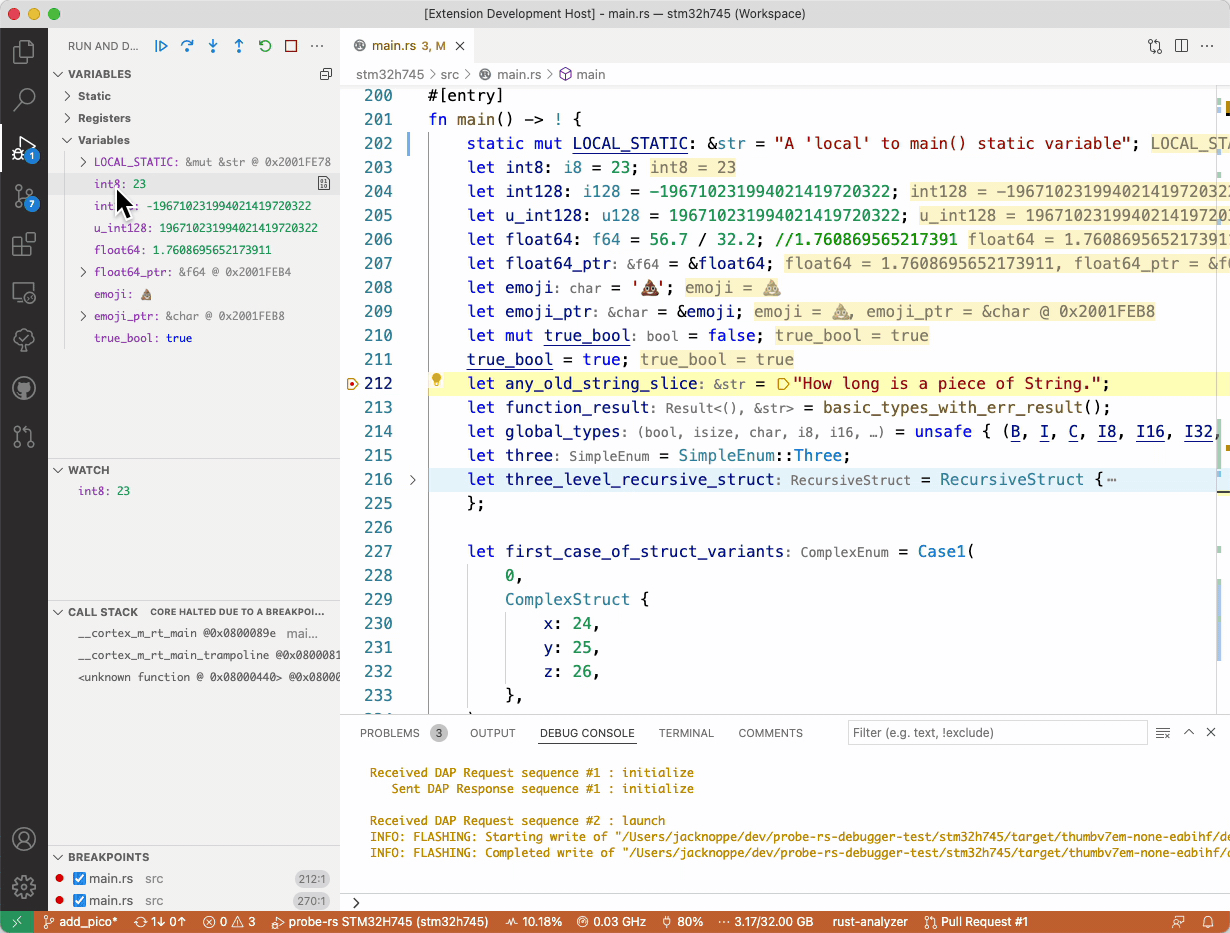 [Extension Development Host] - main.rs — stm32h745 (Workspace)
RUN AND D...
VARIABLES
Static
Registers
Variables
LOCAL_STATIC: &mut &str @ 0x2001FE78
int8: 23
-196710231994021419720322
u_int128: 196710231994021419720322
float64: 1.7608695652173911
float64_ptr: &f64 @ 0x2001FEB4
emoji: 💩
emoji_ptr: &char @ 0x2001FEB8
true_bool: true
WATCH
int8: 23
CALL STACK CORE HALTED DUE TO A BREAKPOI...
__cortex_m_rt_main @0x0800089e mai...
__cortex_m_rt_main_trampoline @0x0800081
<unknown function @ 0x08000440> @0x08000
BREAKPOINTS
main.rs src 212:1
main.rs src 270:1
1
7
main.rs 3, M
stm32h745 > src > main.rs > main
200 #[entry]
201 fn main() -> ! {
202 static mut LOCAL_STATIC: &str = "A 'local' to main() static variable"; LOCAL_STA
203 let int8: i8 = 23; int8 = 23
204 let int128: i128 = -196710231994021419720322; int128 = -196710231994021419720322
205 let u_int128: u128 = 196710231994021419720322; u_int128 = 1967102319940214197203
206 let float64: f64 = 56.7 / 32.2; //1.760869565217391 float64 = 1.7608695652173911
207 let float64_ptr: &f64 = &float64; float64 = 1.7608695652173911, float64_ptr = &f6
208 let emoji: char = '💩'; emoji = 💩
209 let emoji_ptr: &char = &emoji; emoji = 💩, emoji_ptr = &char @ 0x2001FEB8
210 let mut true_bool: bool = false; true_bool = true
211 true_bool = true; true_bool = true
212 let any_old_string_slice: &str = "How long is a piece of String.";
213 let function_result: Result<(), &str> = basic_types_with_err_result();
214 let global_types: (bool, isize, char, i8, i16, …) = unsafe { (B, I, C, I8, I16, I32,
215 let three: SimpleEnum = SimpleEnum::Three;
216 let three_level_recursive_struct: RecursiveStruct = RecursiveStruct {⋯
225 };
226
227 let first_case_of_struct_variants: ComplexEnum = Case1(
228 0,
229 ComplexStruct {
230 x: 24,
231 y: 25,
232 z: 26,
233 },
PROBLEMS 3 OUTPUT DEBUG CONSOLE TERMINAL COMMENTS Filter (e.g. text, !exclude)
Received DAP Request sequence #1 : initialize
Sent DAP Response sequence #1 : initialize
Received DAP Request sequence #2 : launch
INFO: FLASHING: Starting write of "/Users/jacknoppe/dev/probe-rs-debugger-test/stm32h745/target/thumbv7em-none-eabihf/de
INFO: FLASHING: Completed write of "/Users/jacknoppe/dev/probe-rs-debugger-test/stm32h745/target/thumbv7em-none-eabihf/d
add_pico* 1↓ 0↑ 0 3 probe-rs STM32H745 (stm32h745) 10.18% 0.03 GHz 80% 3.17/32.00 GB rust-analyzer Pull Request #1